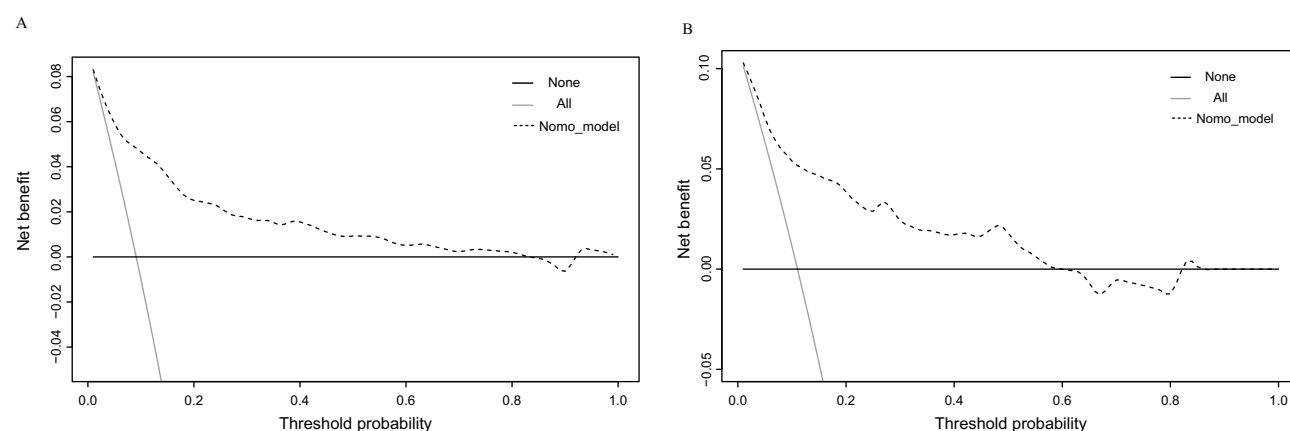 A
Net benefit
0.08
0.06
0.04
0.02
0.00
−0.02
−0.04
None
All
Nomo_model
0.0 0.2 0.4 0.6 0.8 1.0
Threshold probability
B
Net benefit
0.10
0.05
0.00
−0.05
None
All
Nomo_model
0.0 0.2 0.4 0.6 0.8 1.0
Threshold probability